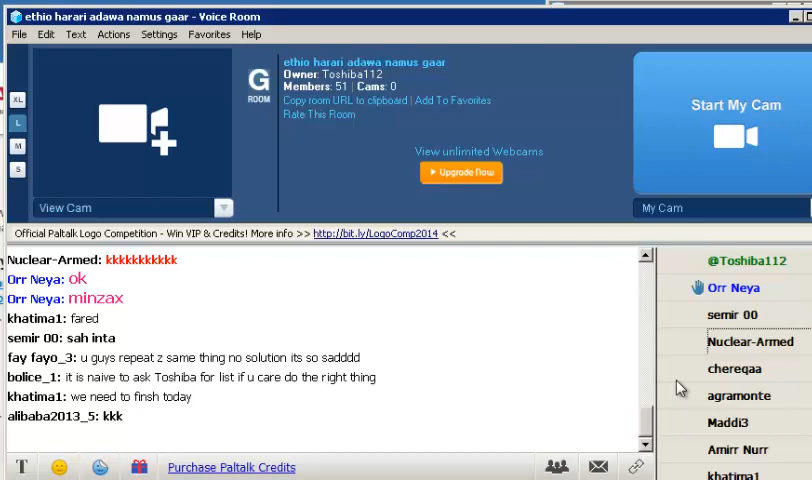 ethio harari adawa namus gaar - Voice Room
File Edit Text Actions Settings Favorites Help
XL
L
M
S
View Cam
G
ROOM
ethio harari adawa namus gaar
Owner: Toshiba112
Members: 51 | Cams: 0
Copy room URL to clipboard | Add To Favorites
Rate This Room
View unlimited Webcams
Upgrade Now
Start My Cam
My Cam
Official Paltalk Logo Competition - Win VIP & Credits! More info >> http://bit.ly/LogoComp2014 <<
Nuclear-Armed: kkkkkkkkkkk
Orr Neya: ok
Orr Neya: minzax
khatima1: fared
semir 00: sah inta
fay fayo_3: u guys repeat z same thing no solution its so sadddd
bolice_1: it is naive to ask Toshiba for list if u care do the right thing
khatima1: we need to finsh today
alibaba2013_5: kkk
@Toshiba112
Orr Neya
semir 00
Nuclear-Armed
chereqaa
agramonte
Maddi3
Amirr Nurr
khatima1
T
Purchase Paltalk Credits